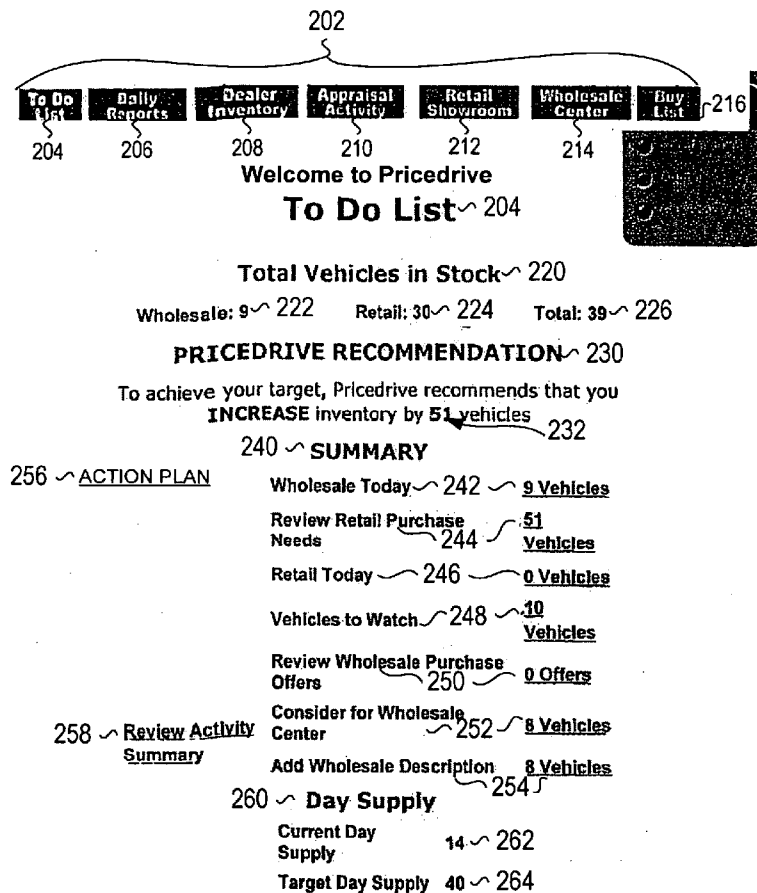 202
To Do List
Daily Reports
Dealer Inventory
Appraisal Activity
Retail Showroom
Wholesale Center
Buy List
216
204
206
208
210
212
214
Welcome to Pricedrive
To Do List 204
Total Vehicles in Stock 220
Wholesale: 9 222 Retail: 30 224 Total: 39 226
PRICEDRIVE RECOMMENDATION 230
To achieve your target, Pricedrive recommends that you
INCREASE inventory by 51 vehicles
232
240 SUMMARY
256 ACTION PLAN
Wholesale Today 242 9 Vehicles
Review Retail Purchase
Needs 244 51
Vehicles
Retail Today 246 0 Vehicles
Vehicles to Watch 248 10
Vehicles
Review Wholesale Purchase
Offers 250 0 Offers
Consider for Wholesale
Center 252 8 Vehicles
258 Review Activity
Summary
Add Wholesale Description 8 Vehicles
254
260 Day Supply
Current Day
Supply 14 262
Target Day Supply 40 264